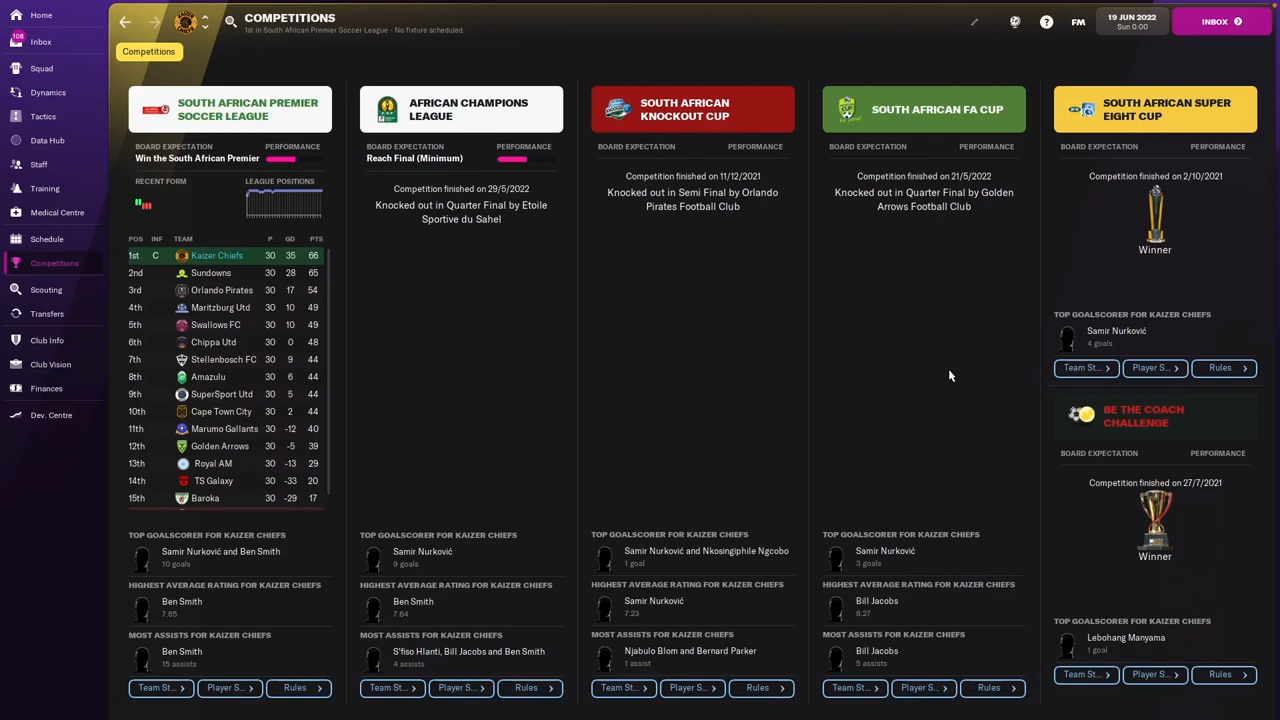 Home
108
Inbox
Squad
Dynamics
Tactics
Data Hub
Staff
Training
Medical Centre
Schedule
Competitions
Scouting
Transfers
Club Info
Club Vision
Finances
Dev. Centre
COMPETITIONS
1st in South African Premier Soccer League - No fixture scheduled.
? FM
19 JUN 2022
Sun 0:00
INBOX
Competitions
SOUTH AFRICAN PREMIER
SOCCER LEAGUE
BOARD EXPECTATION PERFORMANCE
Win the South African Premier
RECENT FORM LEAGUE POSITIONS
POS INF TEAM P GD PTS
1st C Kaizer Chiefs 30 35 66
2nd Sundowns 30 28 65
3rd Orlando Pirates 30 17 54
4th Maritzburg Utd 30 10 49
5th Swallows FC 30 10 49
6th Chippa Utd 30 0 48
7th Stellenbosch FC 30 9 44
8th Amazulu 30 6 44
9th SuperSport Utd 30 5 44
10th Cape Town City 30 2 44
11th Marumo Gallants 30 -12 40
12th Golden Arrows 30 -5 39
13th Royal AM 30 -13 29
14th TS Galaxy 30 -33 20
15th Baroka 30 -29 17
TOP GOALSCORER FOR KAIZER CHIEFS
Samir Nurković and Ben Smith
10 goals
HIGHEST AVERAGE RATING FOR KAIZER CHIEFS
Ben Smith
7.65
MOST ASSISTS FOR KAIZER CHIEFS
Ben Smith
15 assists
Team St... Player S... Rules
AFRICAN CHAMPIONS
LEAGUE
BOARD EXPECTATION PERFORMANCE
Reach Final (Minimum)
Competition finished on 29/5/2022
Knocked out in Quarter Final by Etoile
Sportive du Sahel
TOP GOALSCORER FOR KAIZER CHIEFS
Samir Nurković
9 goals
HIGHEST AVERAGE RATING FOR KAIZER CHIEFS
Ben Smith
7.64
MOST ASSISTS FOR KAIZER CHIEFS
S'fiso Hlanti, Bill Jacobs and Ben Smith
4 assists
Team St... Player S... Rules
SOUTH AFRICAN
KNOCKOUT CUP
BOARD EXPECTATION PERFORMANCE
Competition finished on 11/12/2021
Knocked out in Semi Final by Orlando
Pirates Football Club
TOP GOALSCORER FOR KAIZER CHIEFS
Samir Nurković and Nkosingiphile Ngcobo
1 goal
HIGHEST AVERAGE RATING FOR KAIZER CHIEFS
Samir Nurković
7.23
MOST ASSISTS FOR KAIZER CHIEFS
Njabulo Blom and Bernard Parker
1 assist
Team St... Player S... Rules
SOUTH AFRICAN FA CUP
BOARD EXPECTATION PERFORMANCE
Competition finished on 21/5/2022
Knocked out in Quarter Final by Golden
Arrows Football Club
TOP GOALSCORER FOR KAIZER CHIEFS
Samir Nurković
3 goals
HIGHEST AVERAGE RATING FOR KAIZER CHIEFS
Bill Jacobs
8.27
MOST ASSISTS FOR KAIZER CHIEFS
Bill Jacobs
5 assists
Team St... Player S... Rules
SOUTH AFRICAN SUPER
EIGHT CUP
BOARD EXPECTATION PERFORMANCE
Competition finished on 2/10/2021
Winner
TOP GOALSCORER FOR KAIZER CHIEFS
Samir Nurković
4 goals
Team St... Player S... Rules
BE THE COACH
CHALLENGE
BOARD EXPECTATION PERFORMANCE
Competition finished on 27/7/2021
Winner
TOP GOALSCORER FOR KAIZER CHIEFS
Lebohang Manyama
1 goal
Team St... Player S... Rules